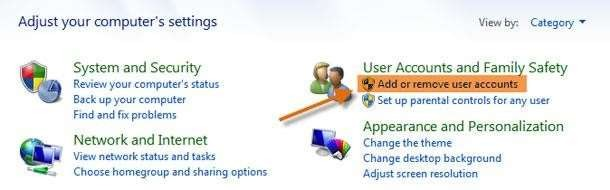 Adjust your computer's settings
View by: Category
System and Security
Review your computer's status
Back up your computer
Find and fix problems
Network and Internet
View network status and tasks
Choose homegroup and sharing options
User Accounts and Family Safety
Add or remove user accounts
Set up parental controls for any user
Appearance and Personalization
Change the theme
Change desktop background
Adjust screen resolution